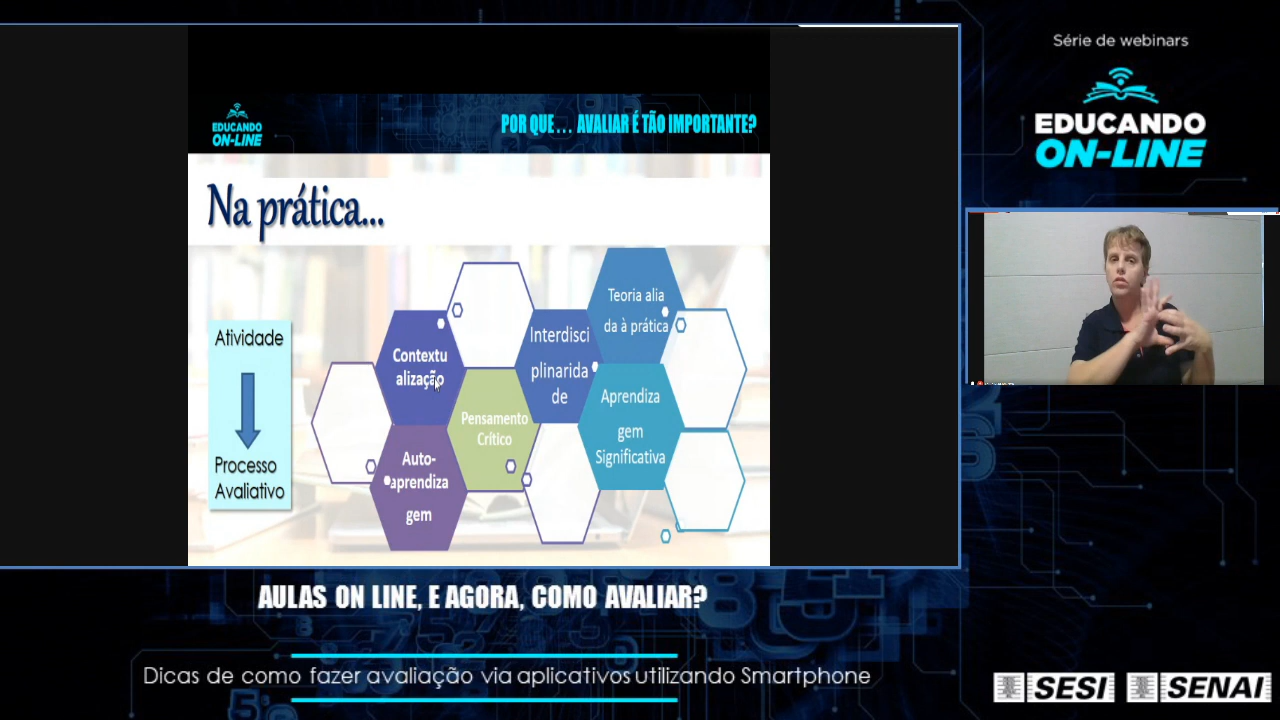 Série de webinars
EDUCANDO
ON-LINE
EDUCANDO
ON-LINE
POR QUE... AVALIAR É TÃO IMPORTANTE?
Na prática...
Atividade
Processo
Avaliativo
Contextu
alização
Auto-
aprendiza
gem
Pensamento
Crítico
Interdisci
plinarida
de
Teoria alia
da à prática
Aprendiza
gem
Significativa
AULAS ON LINE, E AGORA, COMO AVALIAR?
Dicas de como fazer avaliação via aplicativos utilizando Smartphone
SESI
SENAI